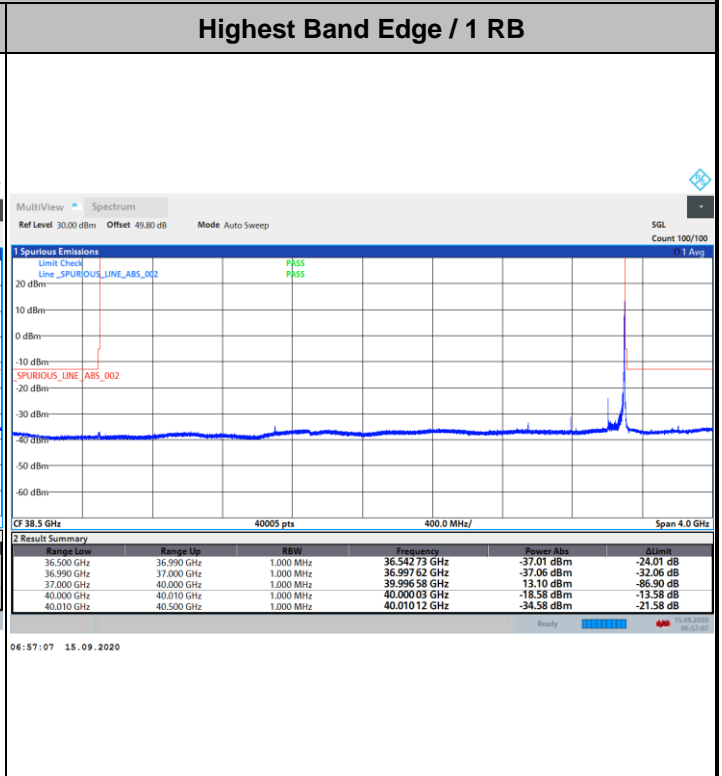 Highest Band Edge / 1 RB
MultiView Spectrum
Ref Level 30.00 dBm Offset 49.80 dB Mode Auto Sweep SGL
Count 100/100
1 Spurious Emissions 1 Avg
Limit Check PASS
Line _SPURIOUS_LINE_ABS_002 PASS
20 dBm
10 dBm
0 dBm
-10 dBm
_SPURIOUS_LINE_ABS_002
-20 dBm
-30 dBm
-40 dBm
-50 dBm
-60 dBm
CF 38.5 GHz 40005 pts 400.0 MHz/ Span 4.0 GHz
2 Result Summary
Range Low Range Up RBW Frequency Power Abs ΔLimit
36.500 GHz 36.990 GHz 1.000 MHz 36.542 73 GHz -37.01 dBm -24.01 dB
36.990 GHz 37.000 GHz 1.000 MHz 36.997 62 GHz -37.06 dBm -32.06 dB
37.000 GHz 40.000 GHz 1.000 MHz 39.996 58 GHz 13.10 dBm -86.90 dB
40.000 GHz 40.010 GHz 1.000 MHz 40.000 03 GHz -18.58 dBm -13.58 dB
40.010 GHz 40.500 GHz 1.000 MHz 40.010 12 GHz -34.58 dBm -21.58 dB
Ready 15.09.2020
06:57:07
06:57:07 15.09.2020